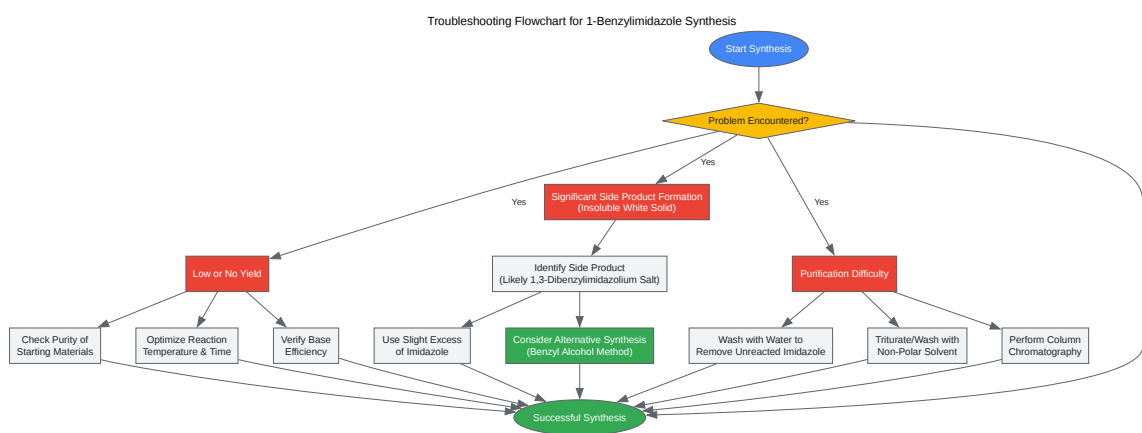 Troubleshooting Flowchart for 1-Benzylimidazole Synthesis
Start Synthesis
Problem Encountered?
Yes
Significant Side Product Formation
(Insoluble White Solid)
Yes
Yes
Low or No Yield
Identify Side Product
(Likely 1,3-Dibenzylimidazolium Salt)
Purification Difficulty
Check Purity of
Starting Materials
Optimize Reaction
Temperature & Time
Verify Base
Efficiency
Use Slight Excess
of Imidazole
Consider Alternative Synthesis
(Benzyl Alcohol Method)
Wash with Water to
Remove Unreacted Imidazole
Triturate/Wash with
Non-Polar Solvent
Perform Column
Chromatography
Successful Synthesis